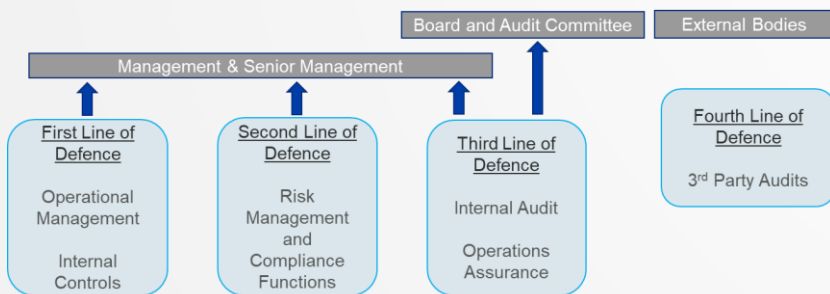 Board and Audit Committee
External Bodies
Management & Senior Management
First Line of
Defence
Operational
Management
Internal
Controls
Second Line of
Defence
Risk
Management
and
Compliance
Functions
Third Line of
Defence
Internal Audit
Operations
Assurance
Fourth Line of
Defence
3rd Party Audits